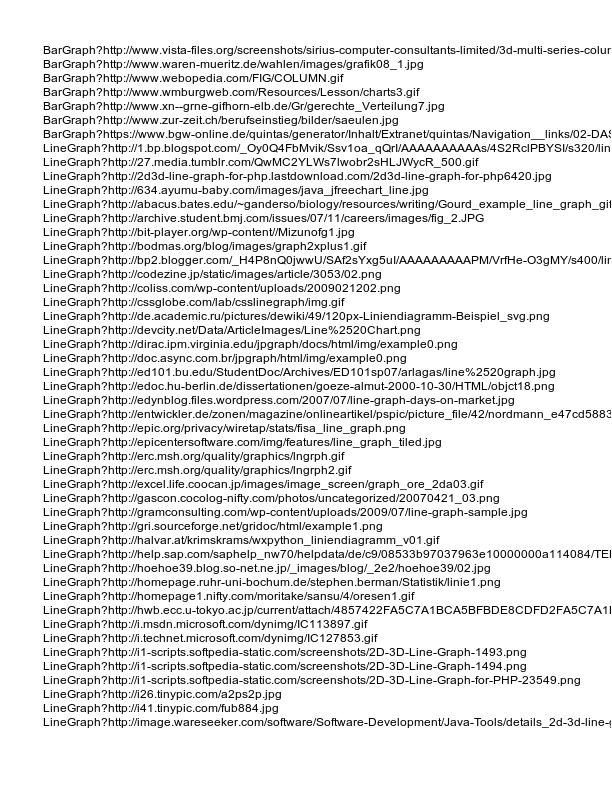 BarGraph?http://www.vista-files.org/screenshots/sirius-computer-consultants-limited/3d-multi-series-colu
BarGraph?http://www.waren-mueritz.de/wahlen/images/grafik08_1.jpg
BarGraph?http://www.webopedia.com/FIG/COLUMN.gif
BarGraph?http://www.wmburgweb.com/Resources/Lesson/charts3.gif
BarGraph?http://www.xn--grne-gifhorn-elb.de/Gr/gerechte_Verteilung7.jpg
BarGraph?http://www.zur-zeit.ch/berufseinstieg/bilder/saeulen.jpg
BarGraph?https://www.bgw-online.de/quintas/generator/Inhalt/Extranet/quintas/Navigation__links/02-DAS
LineGraph?http://1.bp.blogspot.com/_Oy0Q4FbMvik/Ssv1oa_qQrI/AAAAAAAAAAs/4S2RclPBYSI/s320/lin
LineGraph?http://27.media.tumblr.com/QwMC2YLWs7lwobr2sHLJWycR_500.gif
LineGraph?http://2d3d-line-graph-for-php.lastdownload.com/2d3d-line-graph-for-php6420.jpg
LineGraph?http://634.ayumu-baby.com/images/java_jfreechart_line.jpg
LineGraph?http://abacus.bates.edu/~ganderso/biology/resources/writing/Gourd_example_line_graph_gif
LineGraph?http://archive.student.bmj.com/issues/07/11/careers/images/fig_2.JPG
LineGraph?http://bit-player.org/wp-content//Mizunofg1.jpg
LineGraph?http://bodmas.org/blog/images/graph2xplus1.gif
LineGraph?http://bp2.blogger.com/_H4P8nQ0jwwU/SAf2sYxg5uI/AAAAAAAAAPM/VrfHe-O3gMY/s400/lin
LineGraph?http://codezine.jp/static/images/article/3053/02.png
LineGraph?http://coliss.com/wp-content/uploads/2009021202.png
LineGraph?http://cssglobe.com/lab/csslinegraph/img.gif
LineGraph?http://de.academic.ru/pictures/dewiki/49/120px-Liniendiagramm-Beispiel_svg.png
LineGraph?http://devcity.net/Data/ArticleImages/Line%2520Chart.png
LineGraph?http://dirac.ipm.virginia.edu/jpgraph/docs/html/img/example0.png
LineGraph?http://doc.async.com.br/jpgraph/html/img/example0.png
LineGraph?http://ed101.bu.edu/StudentDoc/Archives/ED101sp07/arlagas/line%2520graph.jpg
LineGraph?http://edoc.hu-berlin.de/dissertationen/goeze-almut-2000-10-30/HTML/objct18.png
LineGraph?http://edynblog.files.wordpress.com/2007/07/line-graph-days-on-market.jpg
LineGraph?http://entwickler.de/zonen/magazine/onlineartikel/pspic/picture_file/42/nordmann_e47cd5883
LineGraph?http://epic.org/privacy/wiretap/stats/fisa_line_graph.png
LineGraph?http://epicentersoftware.com/img/features/line_graph_tiled.jpg
LineGraph?http://erc.msh.org/quality/graphics/lngrph.gif
LineGraph?http://erc.msh.org/quality/graphics/lngrph2.gif
LineGraph?http://excel.life.coocan.jp/images/image_screen/graph_ore_2da03.gif
LineGraph?http://gascon.cocolog-nifty.com/photos/uncategorized/20070421_03.png
LineGraph?http://gramconsulting.com/wp-content/uploads/2009/07/line-graph-sample.jpg
LineGraph?http://gri.sourceforge.net/gridoc/html/example1.png
LineGraph?http://halvar.at/krimskrams/wxpython_liniendiagramm_v01.gif
LineGraph?http://help.sap.com/saphelp_nw70/helpdata/de/c9/08533b97037963e10000000a114084/TEI
LineGraph?http://hoehoe39.blog.so-net.ne.jp/_images/blog/_2e2/hoehoe39/02.jpg
LineGraph?http://homepage.ruhr-uni-bochum.de/stephen.berman/Statistik/linie1.png
LineGraph?http://homepage1.nifty.com/moritake/sansu/4/oresen1.gif
LineGraph?http://hwb.ecc.u-tokyo.ac.jp/current/attach/4857422FA5C7A1BCA5BFBDE8CDFD2FA5C7A1I
LineGraph?http://i.msdn.microsoft.com/dynimg/IC113897.gif
LineGraph?http://i.technet.microsoft.com/dynimg/IC127853.gif
LineGraph?http://i1-scripts.softpedia-static.com/screenshots/2D-3D-Line-Graph-1493.png
LineGraph?http://i1-scripts.softpedia-static.com/screenshots/2D-3D-Line-Graph-1494.png
LineGraph?http://i1-scripts.softpedia-static.com/screenshots/2D-3D-Line-Graph-for-PHP-23549.png
LineGraph?http://i26.tinypic.com/a2ps2p.jpg
LineGraph?http://i41.tinypic.com/fub884.jpg
LineGraph?http://image.wareseeker.com/software/Software-Development/Java-Tools/details_2d-3d-line-g